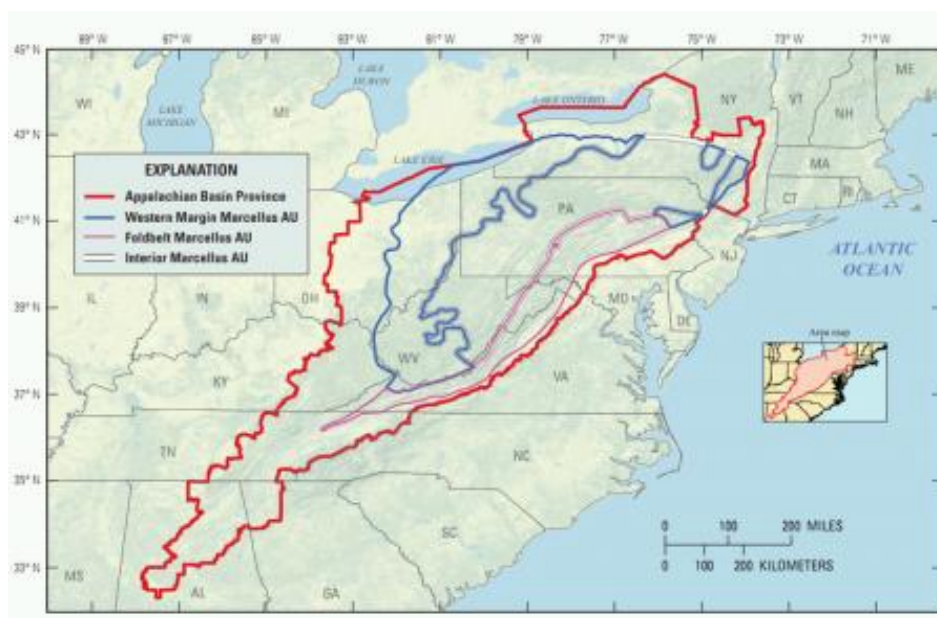 89° W 87° W 85° W 83° W 81° W 79° W 77° W 75° W 73° W 71° W
45° N
ME
LAKE HURON
WI
LAKE MICHIGAN
MI
LAKE ONTARIO
NY
VT
NH
43° N
LAKE ERIE
MA
EXPLANATION
Appalachian Basin Province
CT
RI
Western Margin Marcellus AU
PA
41° N
Foldbelt Marcellus AU
Interior Marcellus AU
ATLANTIC
OCEAN
NJ
IL
IN
OH
MD
39° N
DE
Area map
WV
KY
VA
37° N
TN
NC
35° N
SC
0 100 200 MILES
0 100 200 KILOMETERS
33° N
MS
AL
GA